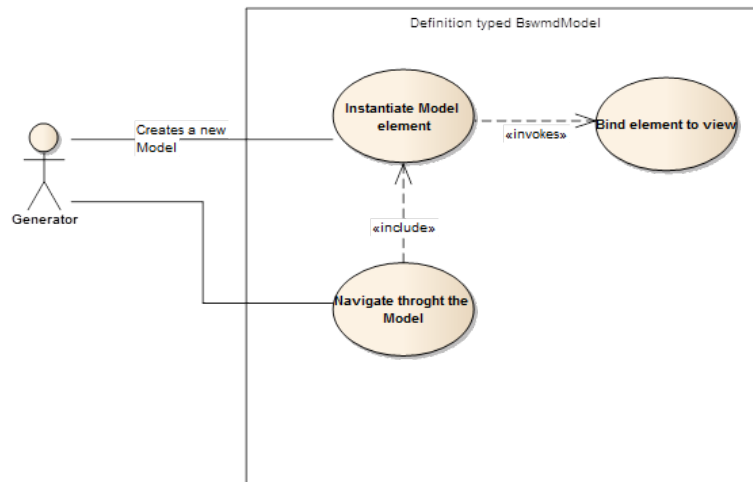 Definition typed BswmdModel
Instantiate Model
element
Bind element to view
«invokes»
Creates a new
Model
Generator
«include»
Navigate throght the
Model